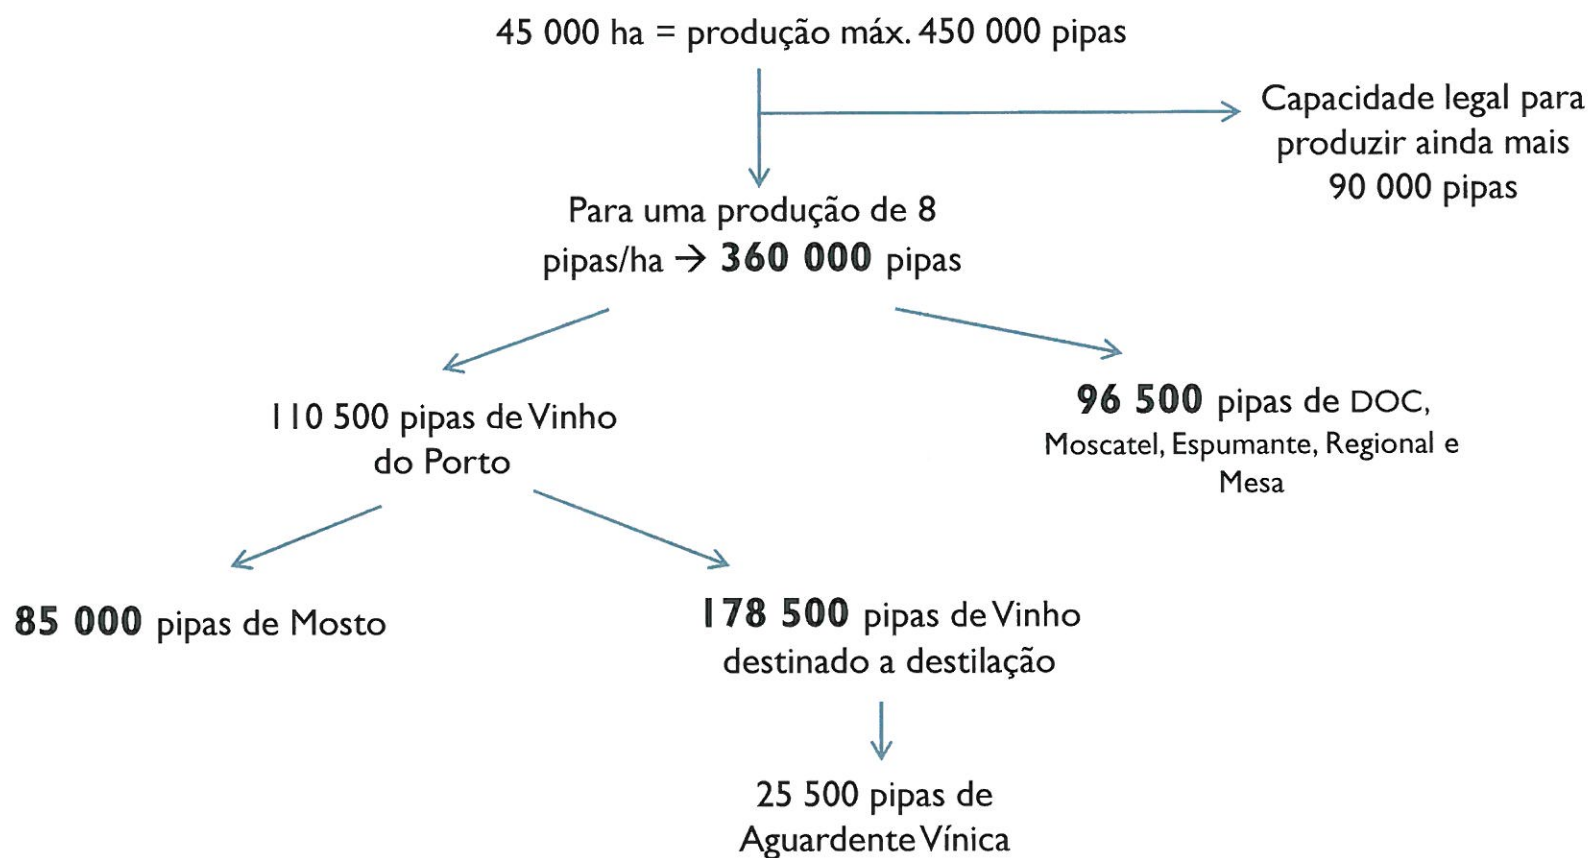 45 000 ha = produção máx. 450 000 pipas
Capacidade legal para
produzir ainda mais
90 000 pipas
Para uma produção de 8
pipas/ha → 360 000 pipas
110 500 pipas de Vinho
do Porto
96 500 pipas de DOC,
Moscatel, Espumante, Regional e
Mesa
85 000 pipas de Mosto
178 500 pipas de Vinho
destinado a destilação
25 500 pipas de
Aguardente Vínica